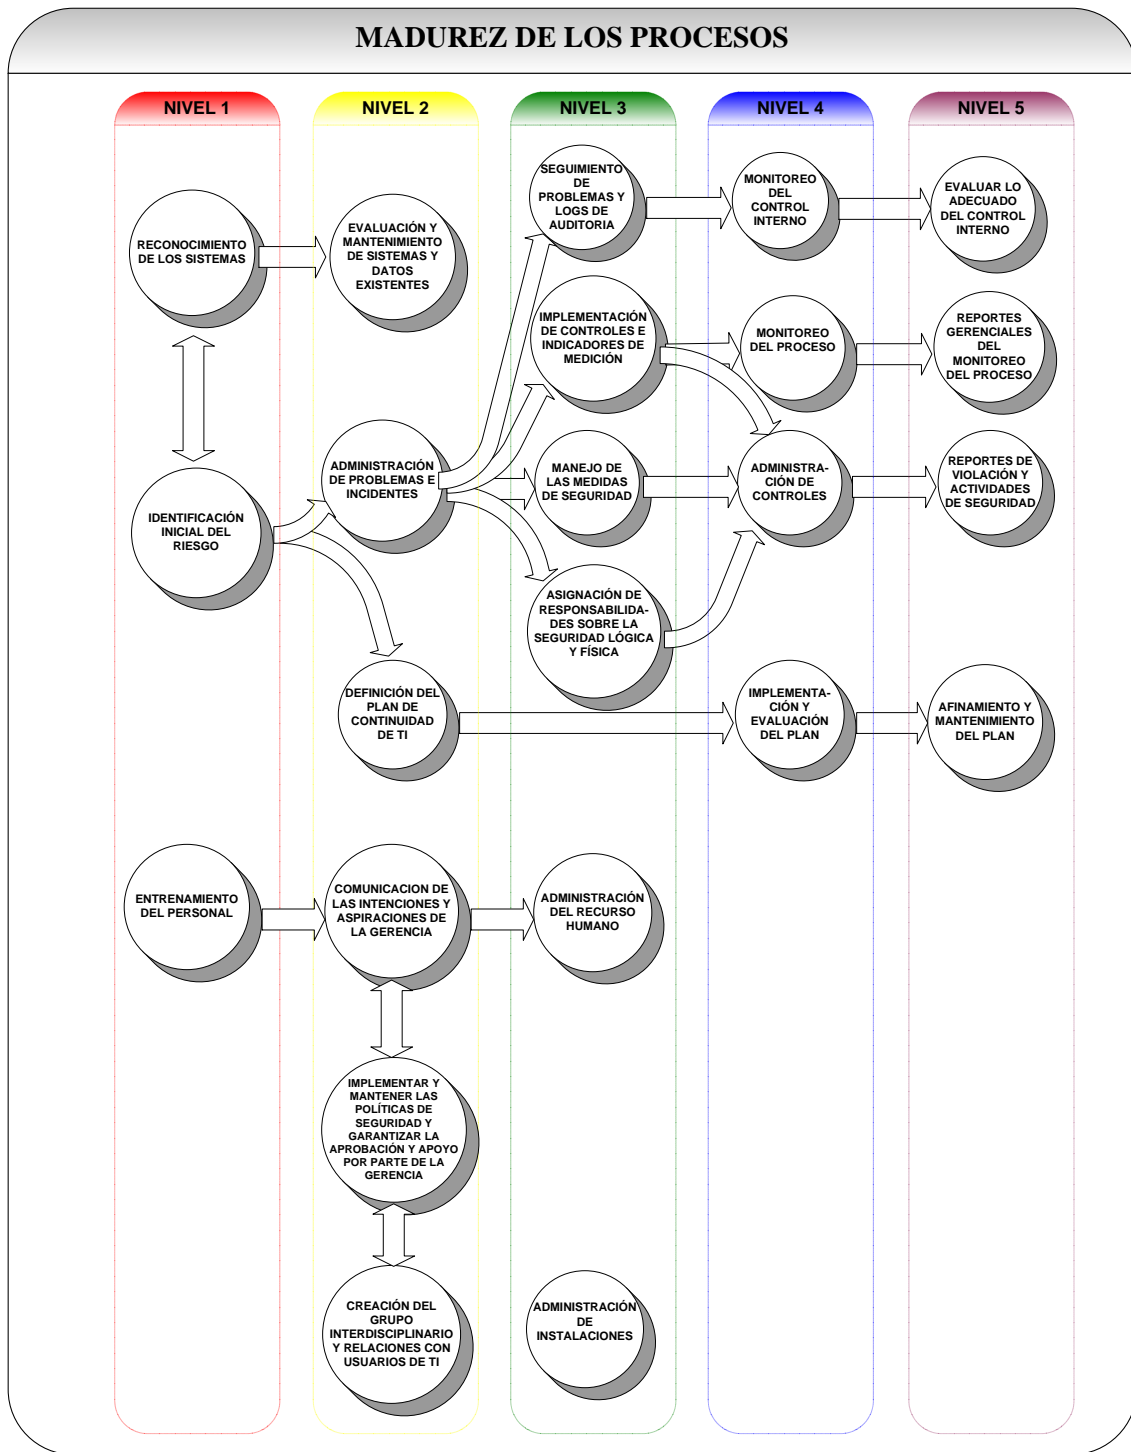 MADUREZ DE LOS PROCESOS
NIVEL 1
NIVEL 2
NIVEL 3
NIVEL 4
NIVEL 5
RECONOCIMIENTO
DE LOS SISTEMAS
EVALUACIÓN Y
MANTENIMIENTO
DE SISTEMAS Y
DATOS
EXISTENTES
SEGUIMIENTO
DE
PROBLEMAS Y
LOGS DE
AUDITORIA
MONITOREO
DEL
CONTROL
INTERNO
EVALUAR LO
ADECUADO
DEL CONTROL
INTERNO
IMPLEMENTACIÓN
DE CONTROLES E
INDICADORES DE
MEDICIÓN
MONITOREO
DEL PROCESO
REPORTES
GERENCIALES
DEL
MONITOREO
DEL PROCESO
IDENTIFICACIÓN
INICIAL DEL
RIESGO
ADMINISTRACIÓN
DE PROBLEMAS E
INCIDENTES
MANEJO DE
LAS MEDIDAS
DE SEGURIDAD
ADMINISTRA-
CIÓN DE
CONTROLES
REPORTES DE
VIOLACIÓN Y
ACTIVIDADES
DE SEGURIDAD
ASIGNACIÓN DE
RESPONSABILIDA-
DES SOBRE LA
SEGURIDAD LÓGICA
Y FÍSICA
DEFINICIÓN DEL
PLAN DE
CONTINUIDAD
DE TI
IMPLEMENTA-
CIÓN Y
EVALUACIÓN
DEL PLAN
AFINAMIENTO Y
MANTENIMIENTO
DEL PLAN
ENTRENAMIENTO
DEL PERSONAL
COMUNICACION DE
LAS INTENCIONES Y
ASPIRACIONES DE
LA GERENCIA
ADMINISTRACIÓN
DEL RECURSO
HUMANO
IMPLEMENTAR Y
MANTENER LAS
POLÍTICAS DE
SEGURIDAD Y
GARANTIZAR LA
APROBACIÓN Y APOYO
POR PARTE DE LA
GERENCIA
CREACIÓN DEL
GRUPO
INTERDISCIPLINARIO
Y RELACIONES CON
USUARIOS DE TI
ADMINISTRACIÓN
DE
INSTALACIONES